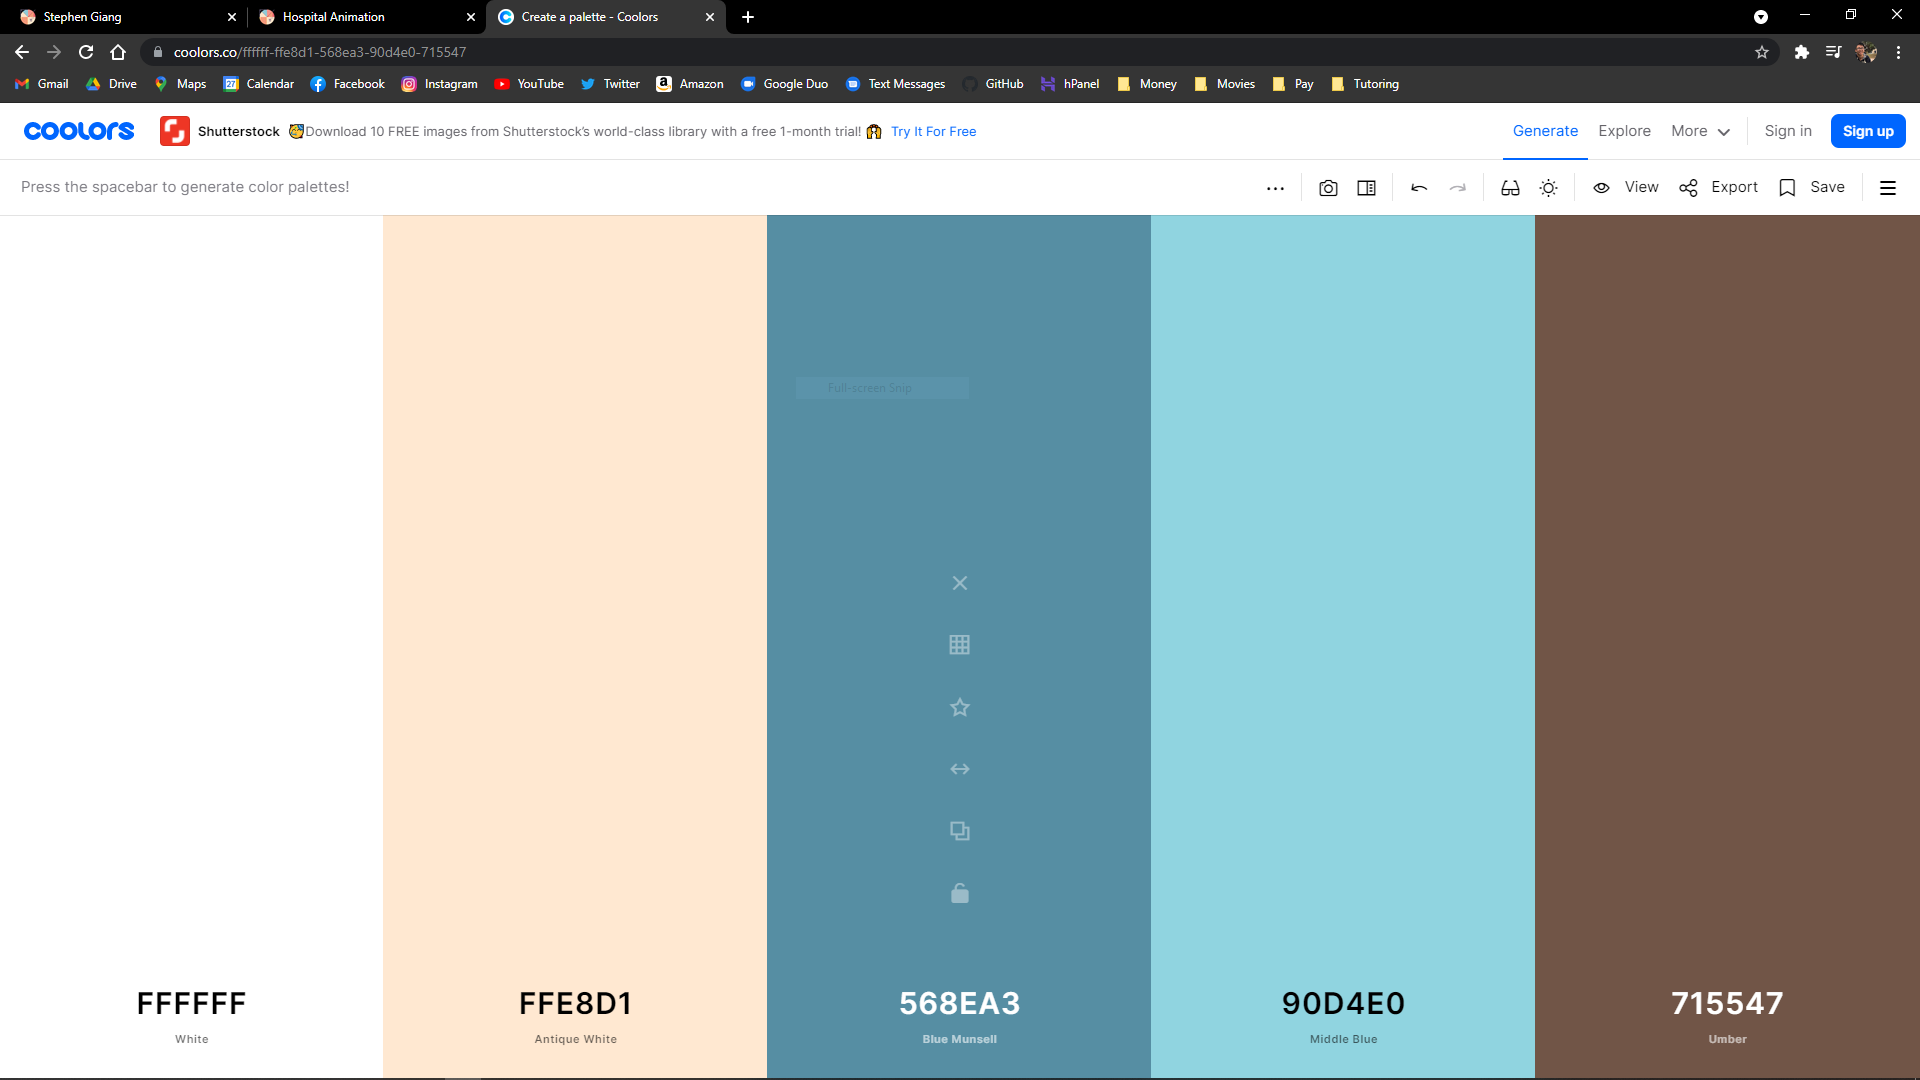 Stephen Giang
Hospital Animation
Create a palette - Coolors
coolors.co/ffffff-ffe8d1-568ea3-90d4e0-715547
Gmail Drive Maps 27 Calendar Facebook Instagram YouTube Twitter a Amazon Google Duo Text Messages GitHub hPanel Money Movies Pay Tutoring
coolors Shutterstock 🥳Download 10 FREE images from Shutterstock’s world-class library with a free 1-month trial! 🙌 Try It For Free Generate Explore More Sign in Sign up
Press the spacebar to generate color palettes! View Export Save
Full-screen Snip
FFFFFF FFE8D1 568EA3 90D4E0 715547
White Antique White Blue Munsell Middle Blue Umber